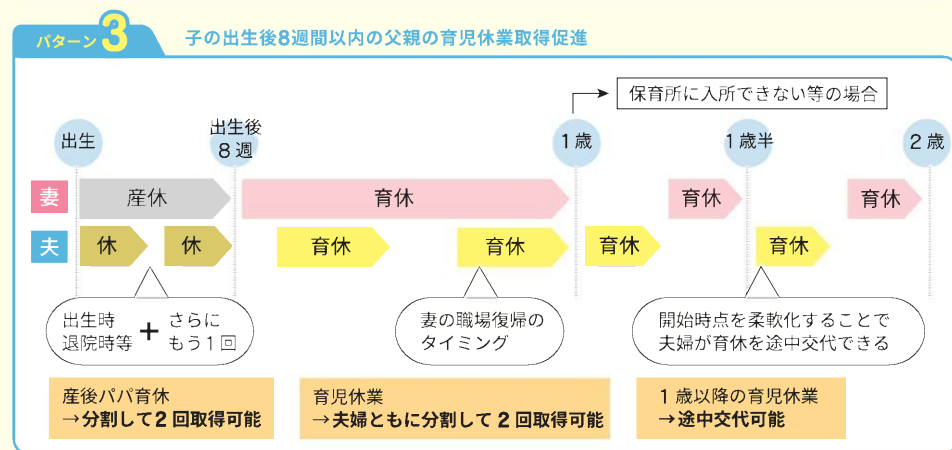 パターン3
子の出生後8週間以内の父親の育児休業取得促進
保育所に入所できない等の場合
出生
出生後
8週
1歳
1歳半
2歳
妻
産休
育休
育休
育休
夫
休
休
育休
育休
育休
育休
出生時
退院時等
+
さらに
もう1回
妻の職場復帰の
タイミング
開始時点を柔軟化することで
夫婦が育休を途中交代できる
産後パパ育休
→分割して2回取得可能
育児休業
→夫婦ともに分割して2回取得可能
1歳以降の育児休業
→途中交代可能